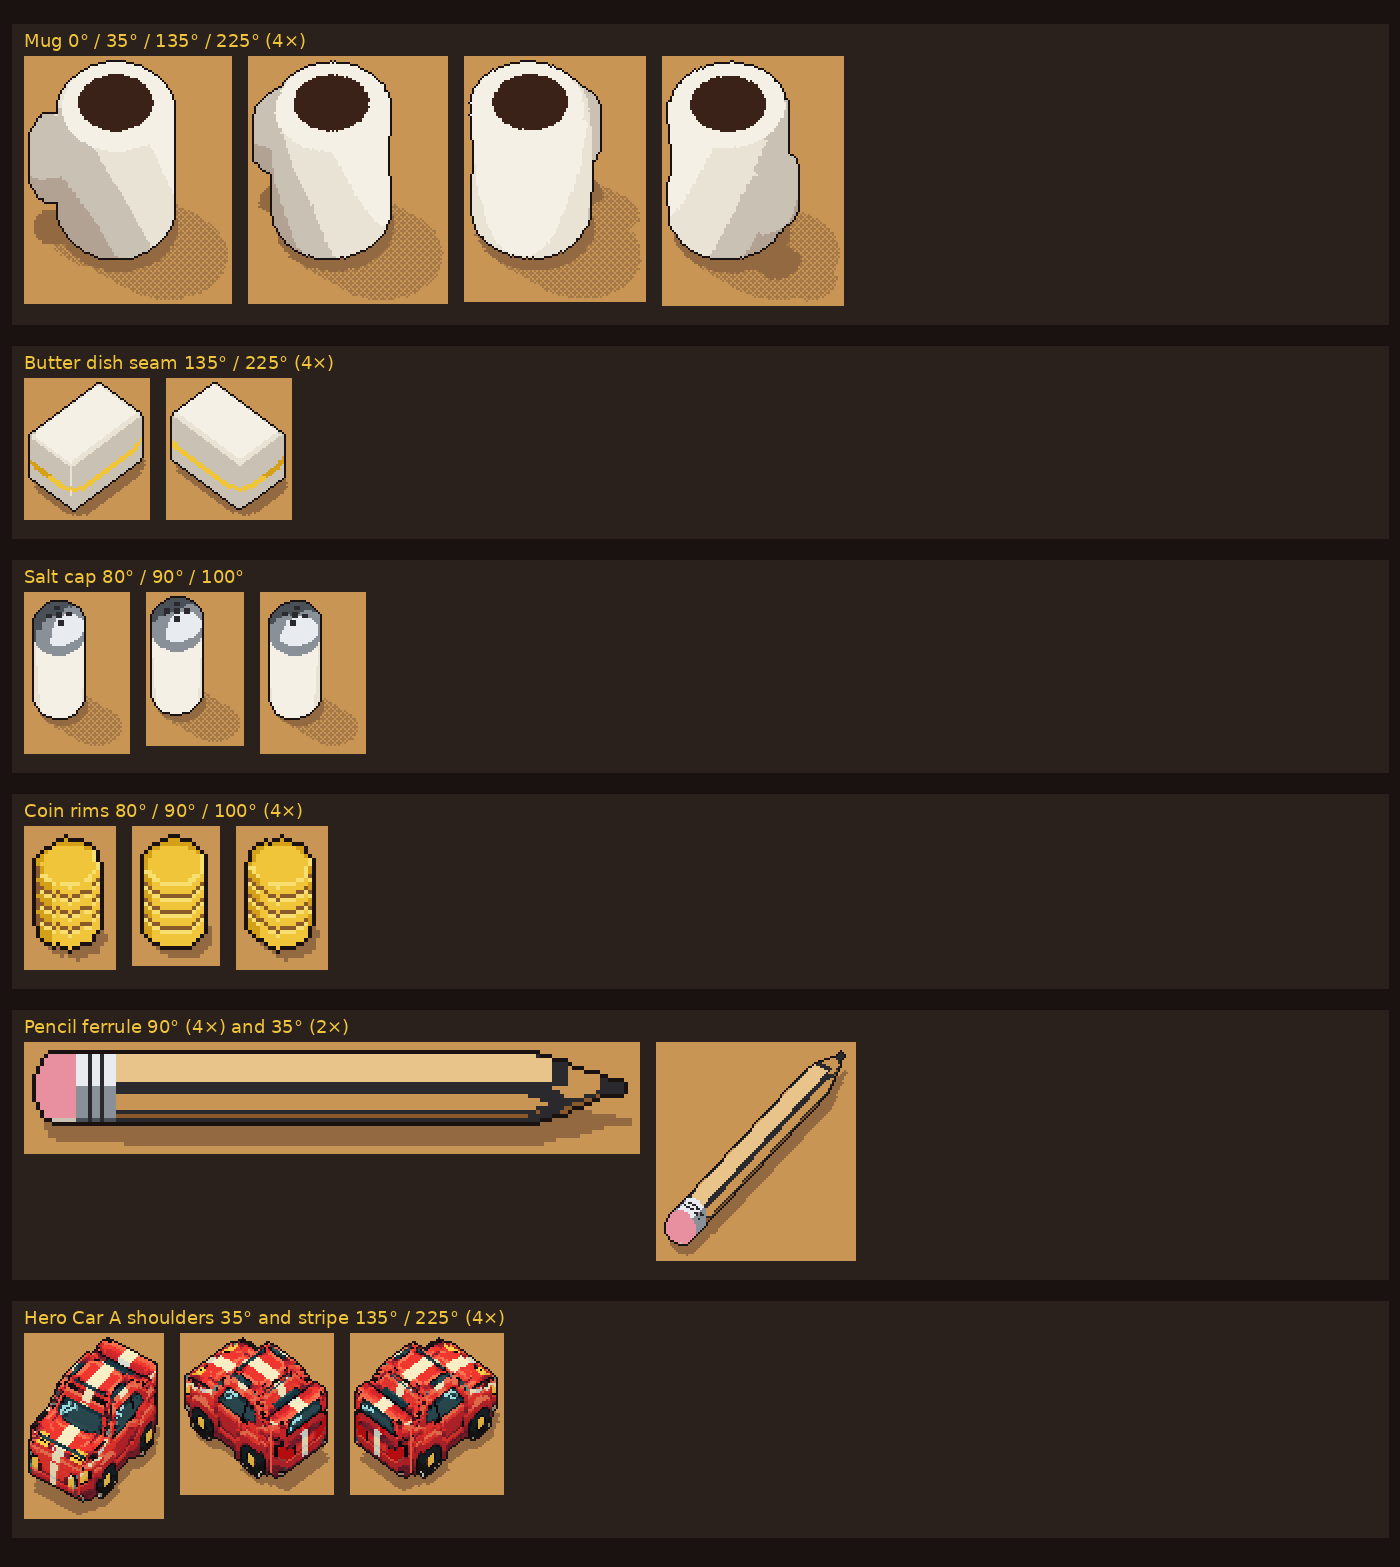 Mug 0° / 35° / 135° / 225° (4×)
Butter dish seam 135° / 225° (4×)
Salt cap 80° / 90° / 100°
Coin rims 80° / 90° / 100° (4×)
Pencil ferrule 90° (4×) and 35° (2×)
Hero Car A shoulders 35° and stripe 135° / 225° (4×)